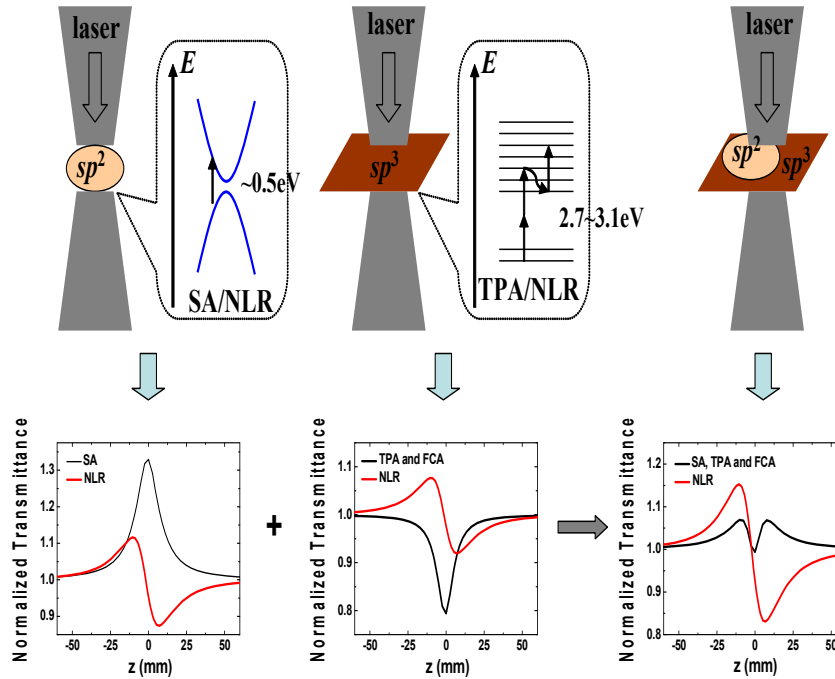 laser
laser
laser
E
E
sp2
~0.5eV
SA/NLR
sp3
2.7~3.1eV
TPA/NLR
sp2
sp3
Normalized Transmittance
1.3
1.2
1.1
1.0
0.9
SA
NLR
-50 -25 0 25 50
z (mm)
+
Normalized Transmittance
1.1
1.0
0.9
0.8
TPA and FCA
NLR
-50 -25 0 25 50
z (mm)
Normalized Transmittance
1.2
1.1
1.0
0.9
0.8
SA, TPA and FCA
NLR
-50 -25 0 25 50
z (mm)